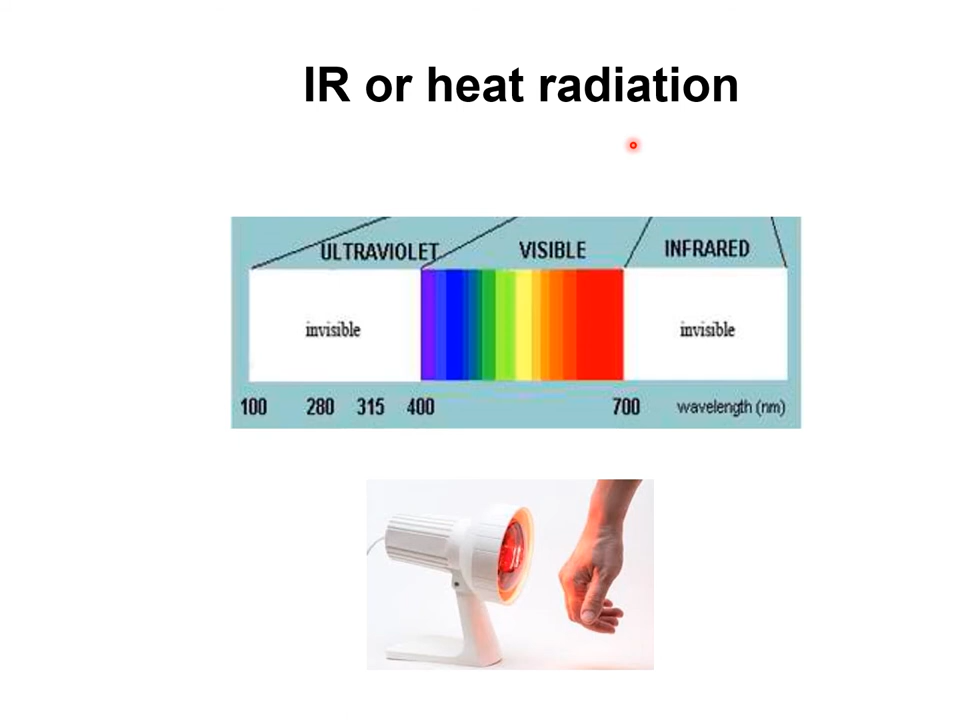 IR or heat radiation
ULTRAVIOLET VISIBLE INFRARED
invisible invisible
100 280 315 400 700 wavelength (nm)